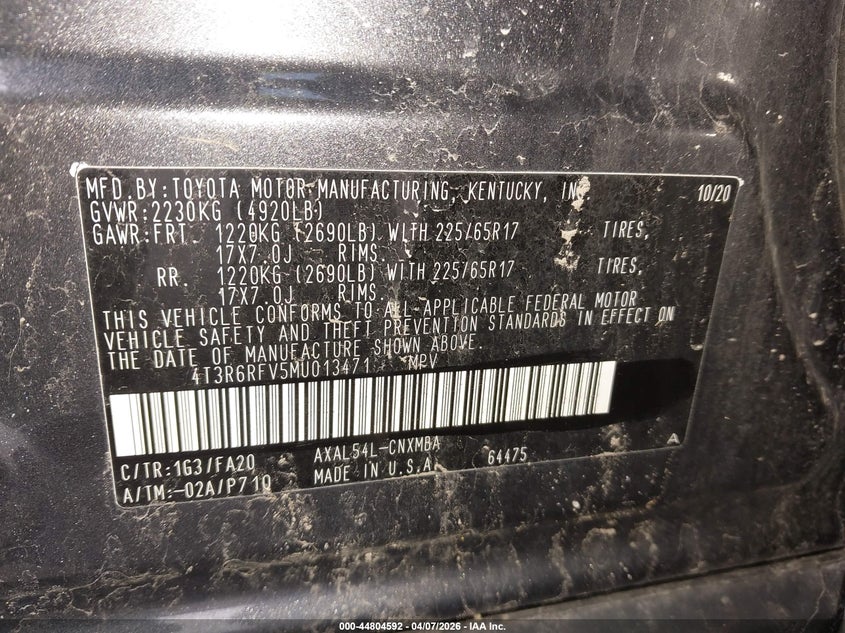 MFD. BY: TOYOTA MOTOR MANUFACTURING, KENTUCKY, INC. 10/20
GVWR: 2230KG (4920LB)
GAWR: FRT. 1220KG (2690LB) WITH 225/65R17 TIRES,
17X7.0J RIMS.
RR. 1220KG (2690LB) WITH 225/65R17 TIRES,
17X7.0J RIMS.
THIS VEHICLE CONFORMS TO ALL APPLICABLE FEDERAL MOTOR
VEHICLE SAFETY AND THEFT PREVENTION STANDARDS IN EFFECT ON
THE DATE OF MANUFACTURE SHOWN ABOVE.
4T3R6RFV5MU013471 MPV
AXAL54L-CNXMBA A
C/TR: 1G3/FA20 64475
A/TM: -02A/P710 MADE IN U.S.A.
000-44804592 - 04/07/2026 - IAA Inc.